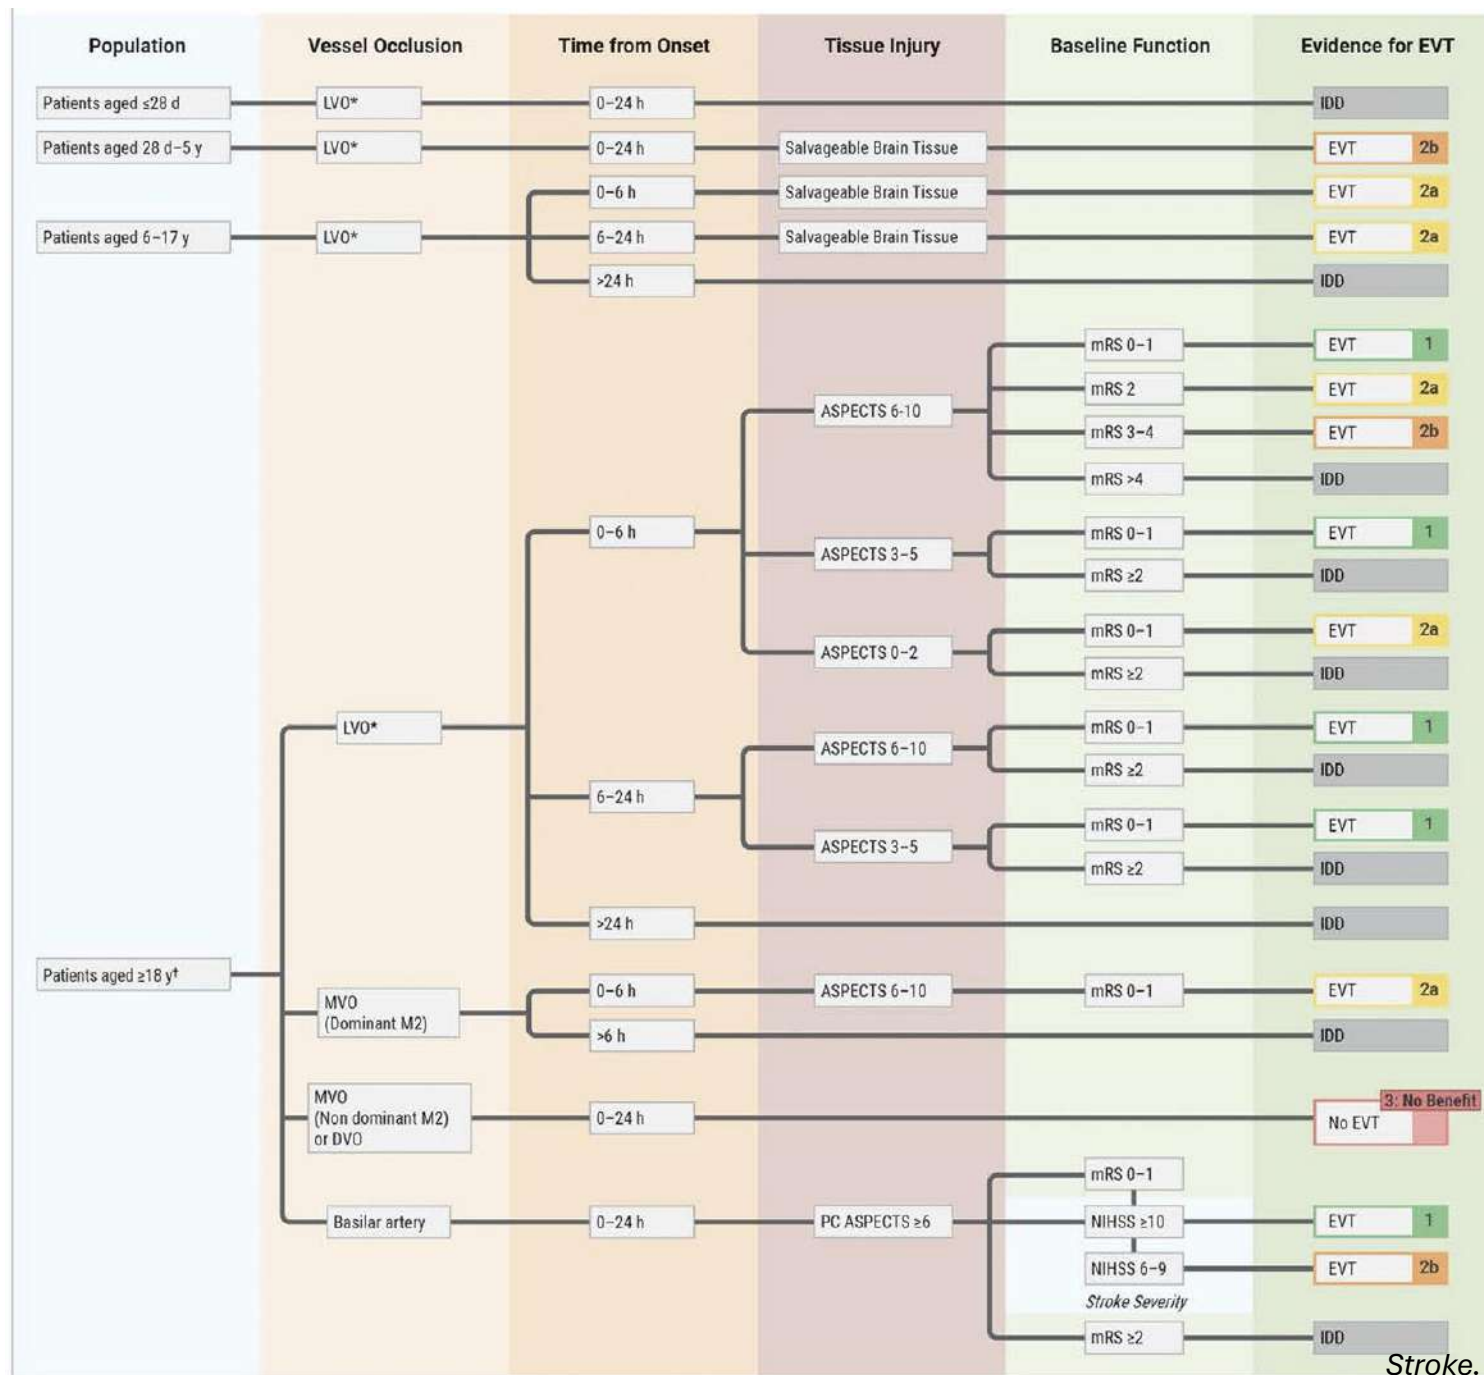 Population Vessel Occlusion Time from Onset Tissue Injury Baseline Function Evidence for EVT
Patients aged ≤28 d LVO* 0–24 h IDD
Patients aged 28 d–5 y LVO* 0–24 h Salvageable Brain Tissue EVT 2b
0–6 h Salvageable Brain Tissue EVT 2a
Patients aged 6–17 y LVO* 6–24 h Salvageable Brain Tissue EVT 2a
>24 h IDD
mRS 0–1 EVT 1
mRS 2 EVT 2a
ASPECTS 6-10
mRS 3–4 EVT 2b
mRS >4 IDD
0–6 h mRS 0–1 EVT 1
ASPECTS 3–5
mRS ≥2 IDD
mRS 0–1 EVT 2a
ASPECTS 0–2
mRS ≥2 IDD
LVO* mRS 0–1 EVT 1
ASPECTS 6–10
mRS ≥2 IDD
6–24 h
mRS 0–1 EVT 1
ASPECTS 3–5
mRS ≥2 IDD
>24 h IDD
Patients aged ≥18 y†
MVO
(Dominant M2)
0–6 h ASPECTS 6–10 mRS 0–1 EVT 2a
>6 h IDD
MVO
(Non dominant M2)
or DVO
0–24 h
3: No Benefit
No EVT
mRS 0–1
Basilar artery 0–24 h PC ASPECTS ≥6 NIHSS ≥10 EVT 1
NIHSS 6–9 EVT 2b
Stroke Severity
mRS ≥2 IDD
Stroke.